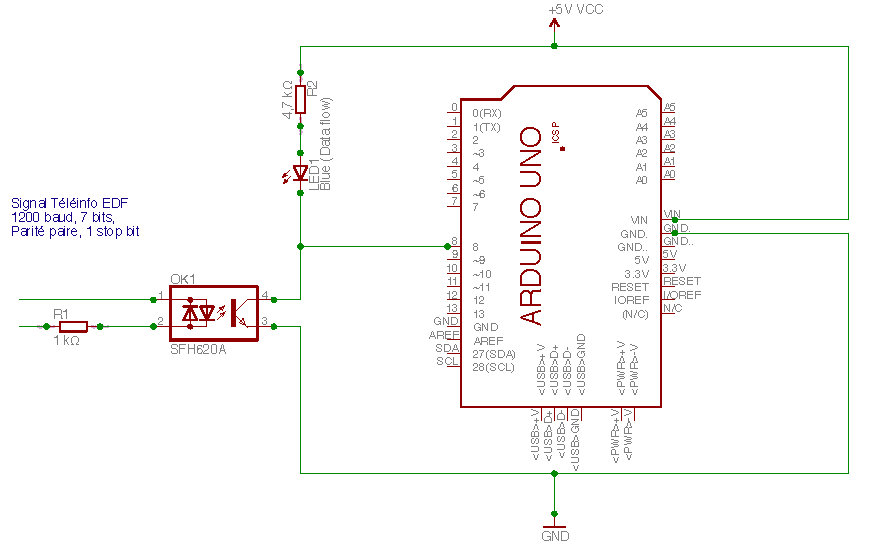 +5V VCC
4,7 kΩ
R2
LED1
Blue (Data flow)
Signal Téléinfo EDF
1200 baud, 7 bits,
Parité paire, 1 stop bit
R1
1 kΩ
OK1
1
2
4
3
SFH620A
ARDUINO UNO
ICSP
0 0(RX)
1 1(TX)
2 2
3 ~3
4 4
5 ~5
6 ~6
7 7
8 8
9 ~9
10 ~10
11 ~11
12 12
13 13
GND GND
AREF AREF
SDA 27(SDA)
SCL 28(SCL)
A5 A5
A4 A4
A3 A3
A2 A2
A1 A1
A0 A0
VIN VIN
GND. GND.
GND.. GND..
5V 5V
3.3V 3.3V
RESET RESET
IOREF I/OREF
(N/C) N/C
<USB>+V
<USB>D+
<USB>D-
<USB>GND
<PWR>+V
<PWR>-V
<USB>+V
<USB>D+
<USB>D-
<USB>GND
<PWR>+V
<PWR>-V
GND